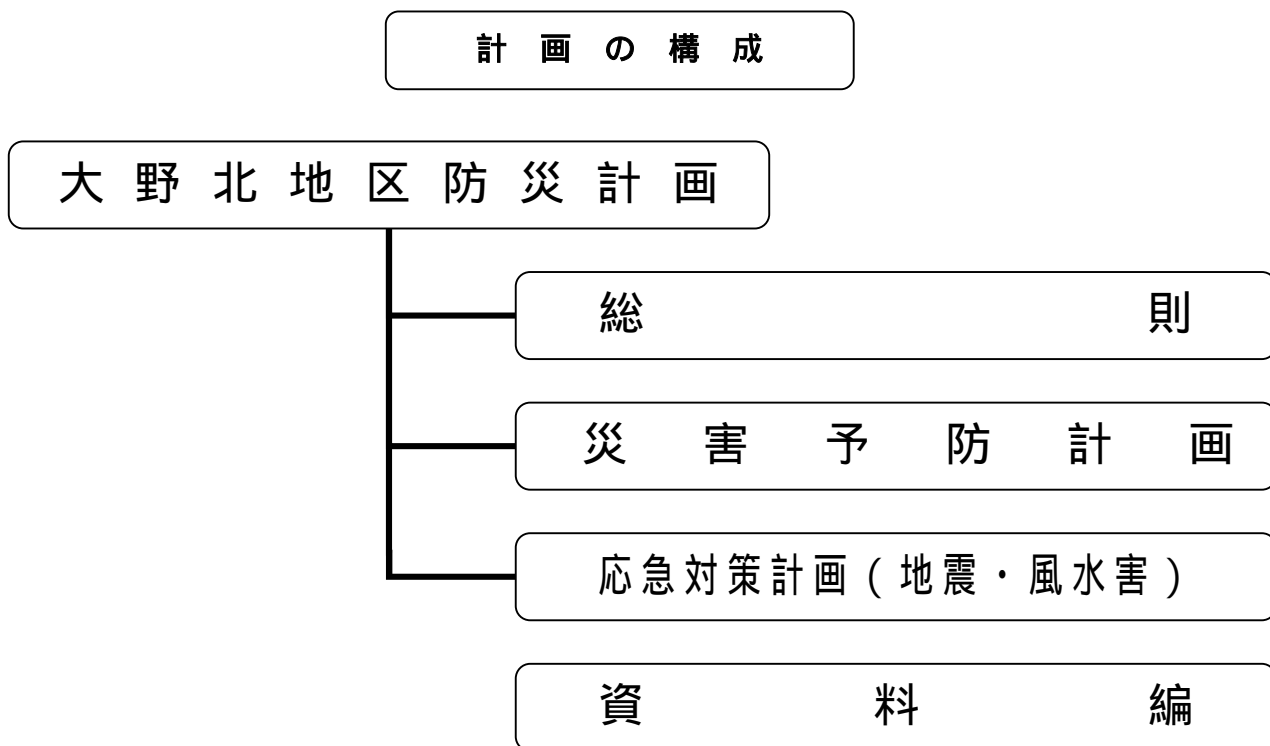 計画の構成
大野北地区防災計画
総則
災害予防計画
応急対策計画（地震・風水害）
資料編